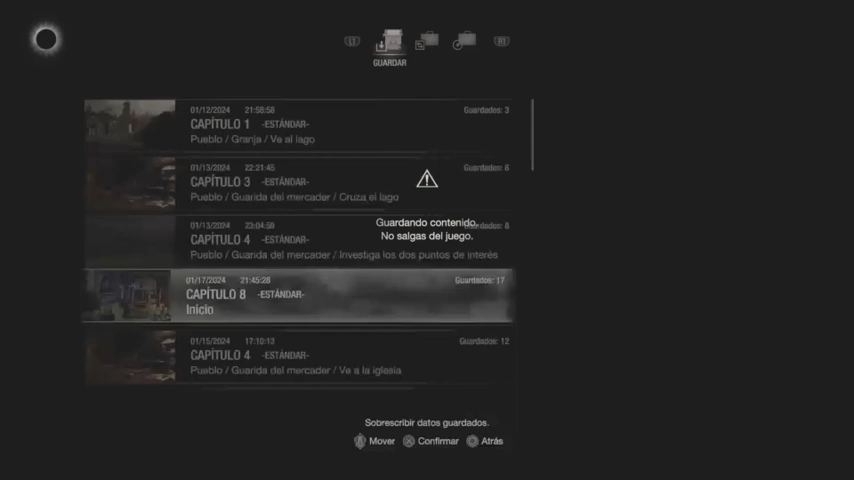 L1
R1
GUARDAR
01/12/2024 21:58:58 Guardados: 3
CAPÍTULO 1 -ESTÁNDAR-
Pueblo / Granja / Ve al lago
01/13/2024 22:21:45 Guardados: 6
CAPÍTULO 3 -ESTÁNDAR-
Pueblo / Guarida del mercader / Cruza el lago
Guardando contenido.
No salgas del juego.
01/13/2024 23:04:59 Guardados: 8
CAPÍTULO 4 -ESTÁNDAR-
Pueblo / Guarida del mercader / Investiga los dos puntos de interés
01/17/2024 21:45:28 Guardados: 17
CAPÍTULO 8 -ESTÁNDAR-
Inicio
01/15/2024 17:10:13 Guardados: 12
CAPÍTULO 4 -ESTÁNDAR-
Pueblo / Guarida del mercader / Ve a la iglesia
Sobrescribir datos guardados.
Mover Confirmar Atrás